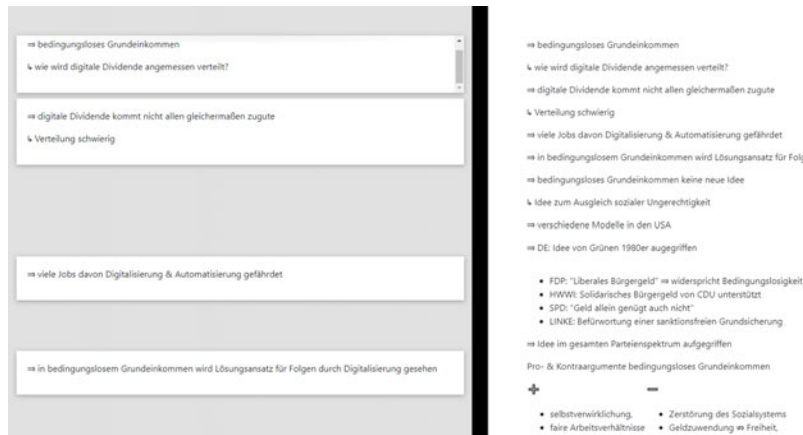 ⇒ bedingungsloses Grundeinkommen
↳ wie wird digitale Dividende angemessen verteilt?
⇒ digitale Dividende kommt nicht allen gleichermaßen zugute
↳ Verteilung schwierig
⇒ viele Jobs davon Digitalisierung & Automatisierung gefährdet
⇒ in bedingungslosem Grundeinkommen wird Lösungsansatz für Folgen durch Digitalisierung gesehen
⇒ bedingungsloses Grundeinkommen
↳ wie wird digitale Dividende angemessen verteilt?
⇒ digitale Dividende kommt nicht allen gleichermaßen zugute
↳ Verteilung schwierig
⇒ viele Jobs davon Digitalisierung & Automatisierung gefährdet
⇒ in bedingungslosem Grundeinkommen wird Lösungsansatz für Folg
⇒ bedingungsloses Grundeinkommen keine neue Idee
↳ Idee zum Ausgleich sozialer Ungerechtigkeit
⇒ verschiedene Modelle in den USA
⇒ DE: Idee von Grünen 1980er augegriffen
• FDP: "Liberales Bürgergeld" ⇒ widerspricht Bedingungslosigkeit
• HWWI: Solidarisches Bürgergeld von CDU unterstützt
• SPD: "Geld allein genügt auch nicht"
• LINKE: Befürwortung einer sanktionsfreien Grundsicherung
⇒ Idee im gesamten Parteienspektrum aufgegriffen
Pro- & Kontraargumente bedingungsloses Grundeinkommen
➕ ➖
• selbstverwirklichung, • Zerstörung des Sozialsystems
• faire Arbeitsverhältnisse • Geldzuwendung ⇏ Freiheit,